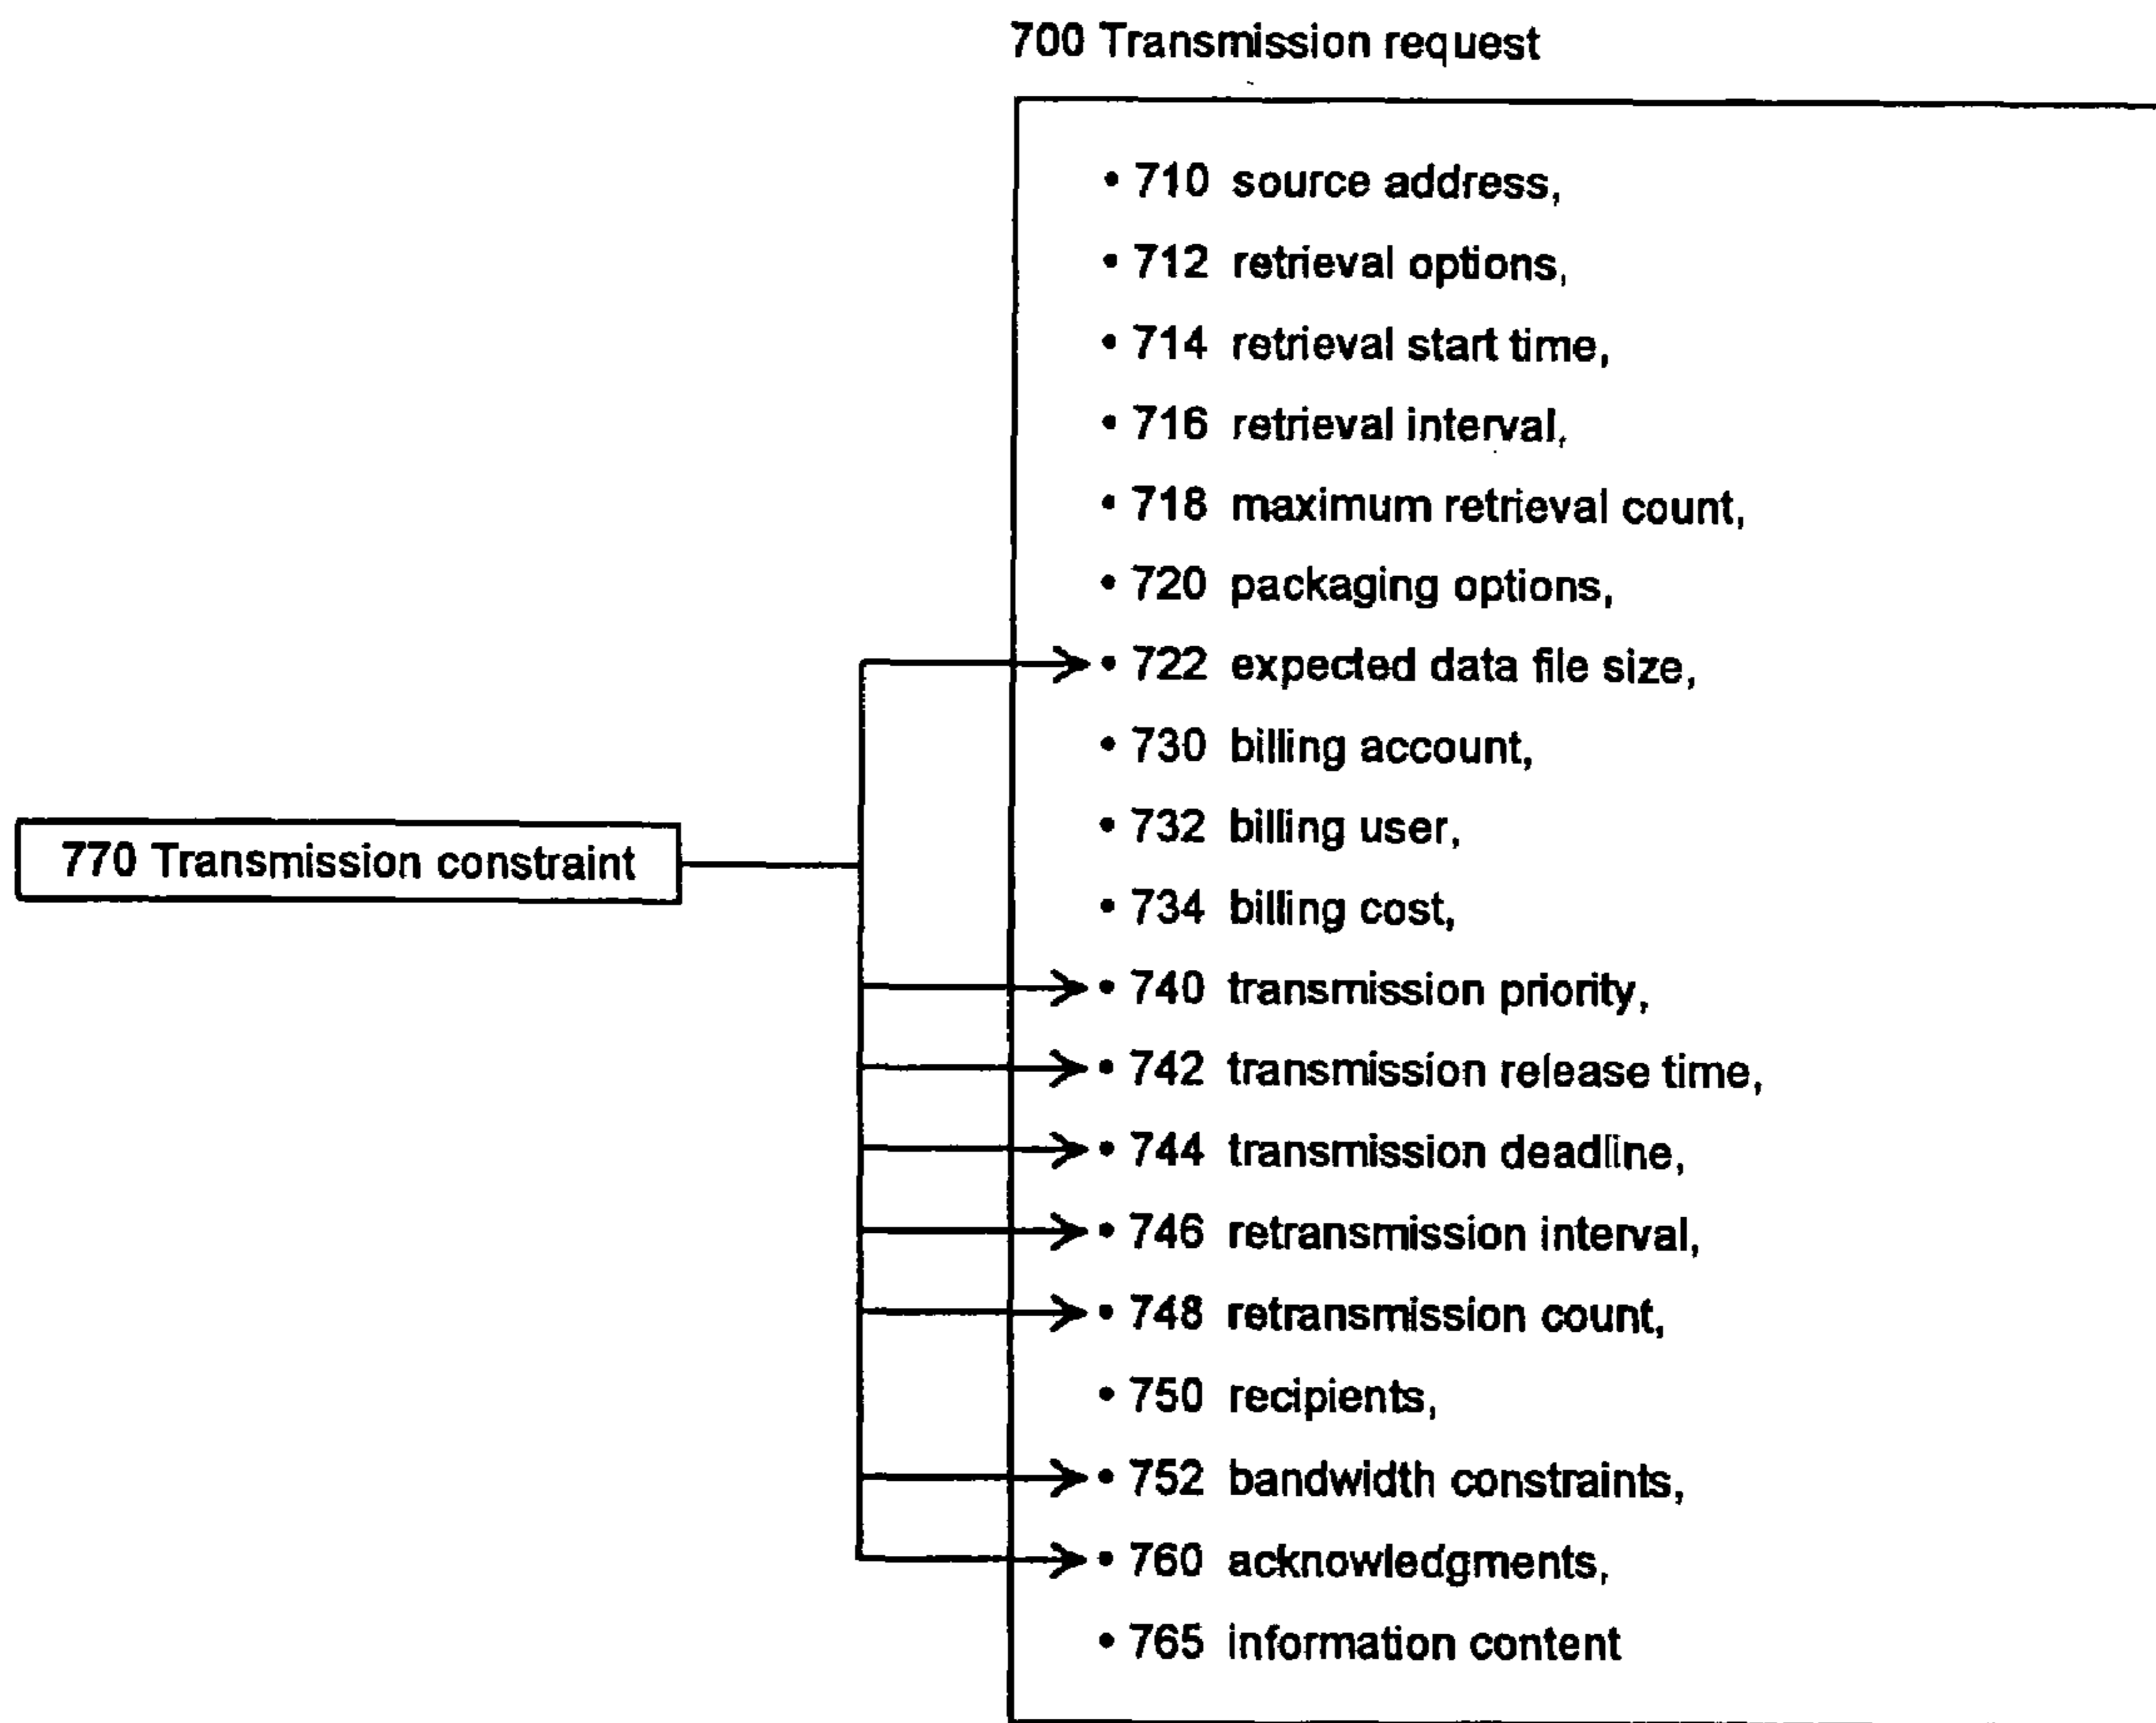 700 Transmission request
• 710 source address,
• 712 retrieval options,
• 714 retrieval start time,
• 716 retrieval interval,
• 718 maximum retrieval count,
• 720 packaging options,
• 722 expected data file size,
• 730 billing account,
• 732 billing user,
770 Transmission constraint
• 734 billing cost,
• 740 transmission priority,
• 742 transmission release time,
• 744 transmission deadline,
• 746 retransmission interval,
• 748 retransmission count,
• 750 recipients,
• 752 bandwidth constraints,
• 760 acknowledgments,
• 765 information content